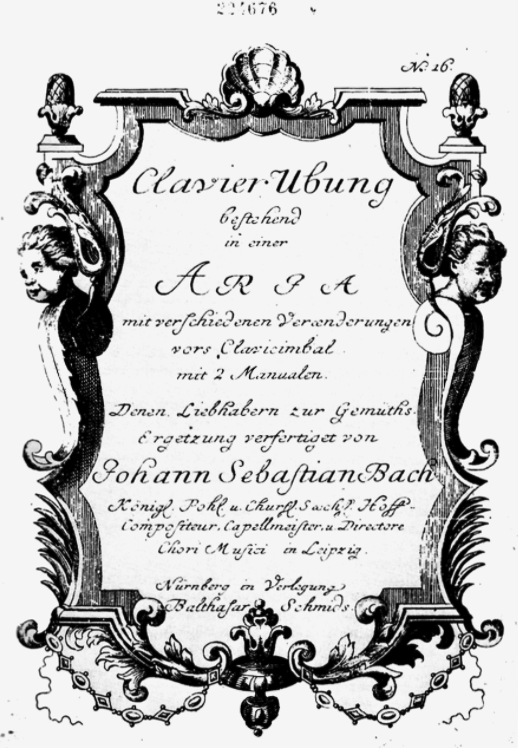 224676
No. 16.
Clavier Ubung
bestehend
in einer
ARIA
mit verschiedenen Verænderungen
vors Clavicimbal
mit 2 Manualen.
Denen Liebhabern zur Gemüths-
Ergetzung verfertiget von
Johann Sebastian Bach
Königl. Pohl. u. Churfl. Sæchs. Hoff-
Compositeur, Capellmeister, u. Directore
Chori Musici in Leipzig.
Nürnberg in Verlegung
Balthasar Schmids